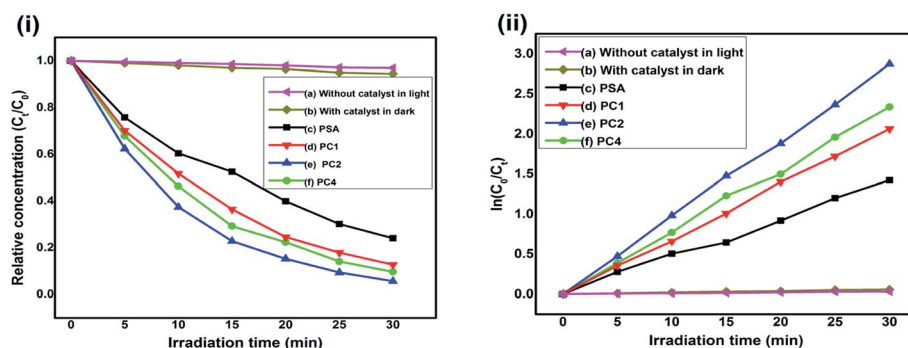 (i)
Relative concentration (Cₜ/C₀)
1.0
0.8
0.6
0.4
0.2
0.0
(a) Without catalyst in light
(b) With catalyst in dark
(c) PSA
(d) PC1
(e) PC2
(f) PC4
0 5 10 15 20 25 30
Irradiation time (min)
(ii)
ln(C₀/Cₜ)
3.0
2.5
2.0
1.5
1.0
0.5
0.0
(a) Without catalyst in light
(b) With catalyst in dark
(c) PSA
(d) PC1
(e) PC2
(f) PC4
0 5 10 15 20 25 30
Irradiation time (min)